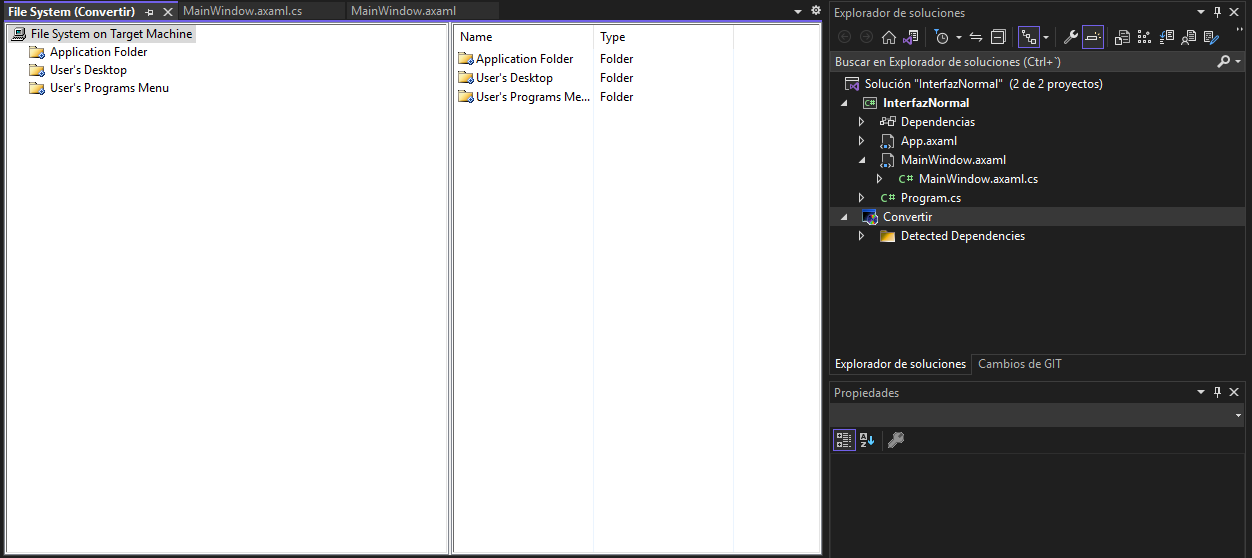 File System (Convertir)
MainWindow.axaml.cs
MainWindow.axaml
File System on Target Machine
Application Folder
User's Desktop
User's Programs Menu
Name Type
Application Folder Folder
User's Desktop Folder
User's Programs Me... Folder
Explorador de soluciones
Buscar en Explorador de soluciones (Ctrl+`)
Solución "InterfazNormal" (2 de 2 proyectos)
C# InterfazNormal
Dependencias
App.axaml
MainWindow.axaml
C# MainWindow.axaml.cs
C# Program.cs
Convertir
Detected Dependencies
Explorador de soluciones Cambios de GIT
Propiedades